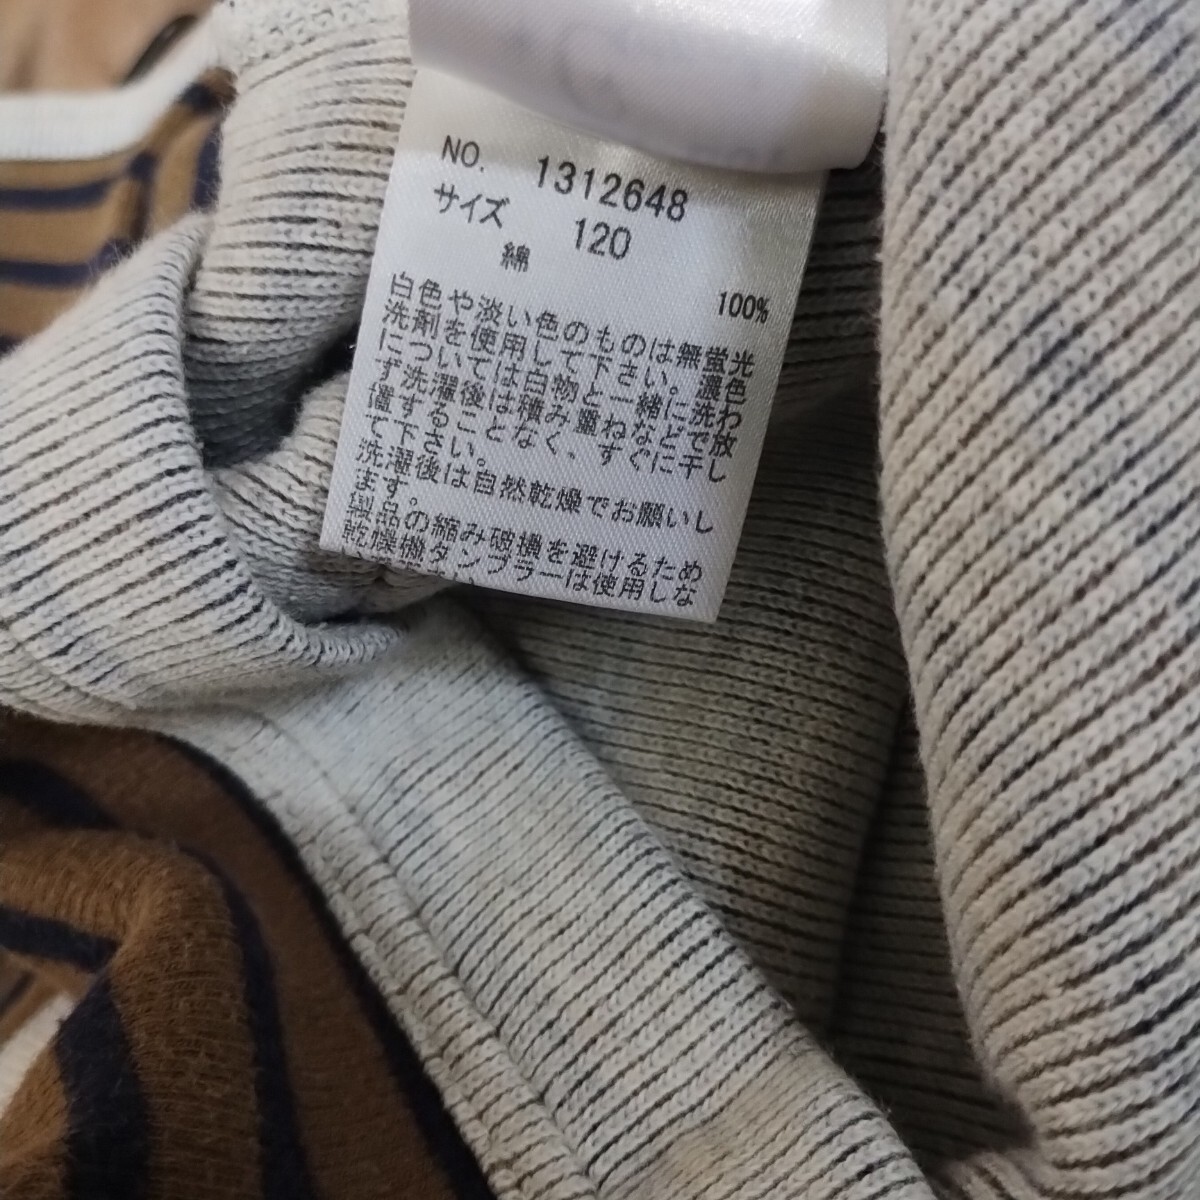 NO. 1312648
サイズ 120
綿 100%
白色や淡い色のものは無蛍光
洗剤を使用して下さい。濃色
については白物と一緒に洗わ
ず洗濯後は積み重ねなどで放
置することなく、すぐに干し
て下さい。
洗濯後は自然乾燥でお願いし
ます。
製品の縮み破損を避けるため
乾燥機タンブラーは使用しな